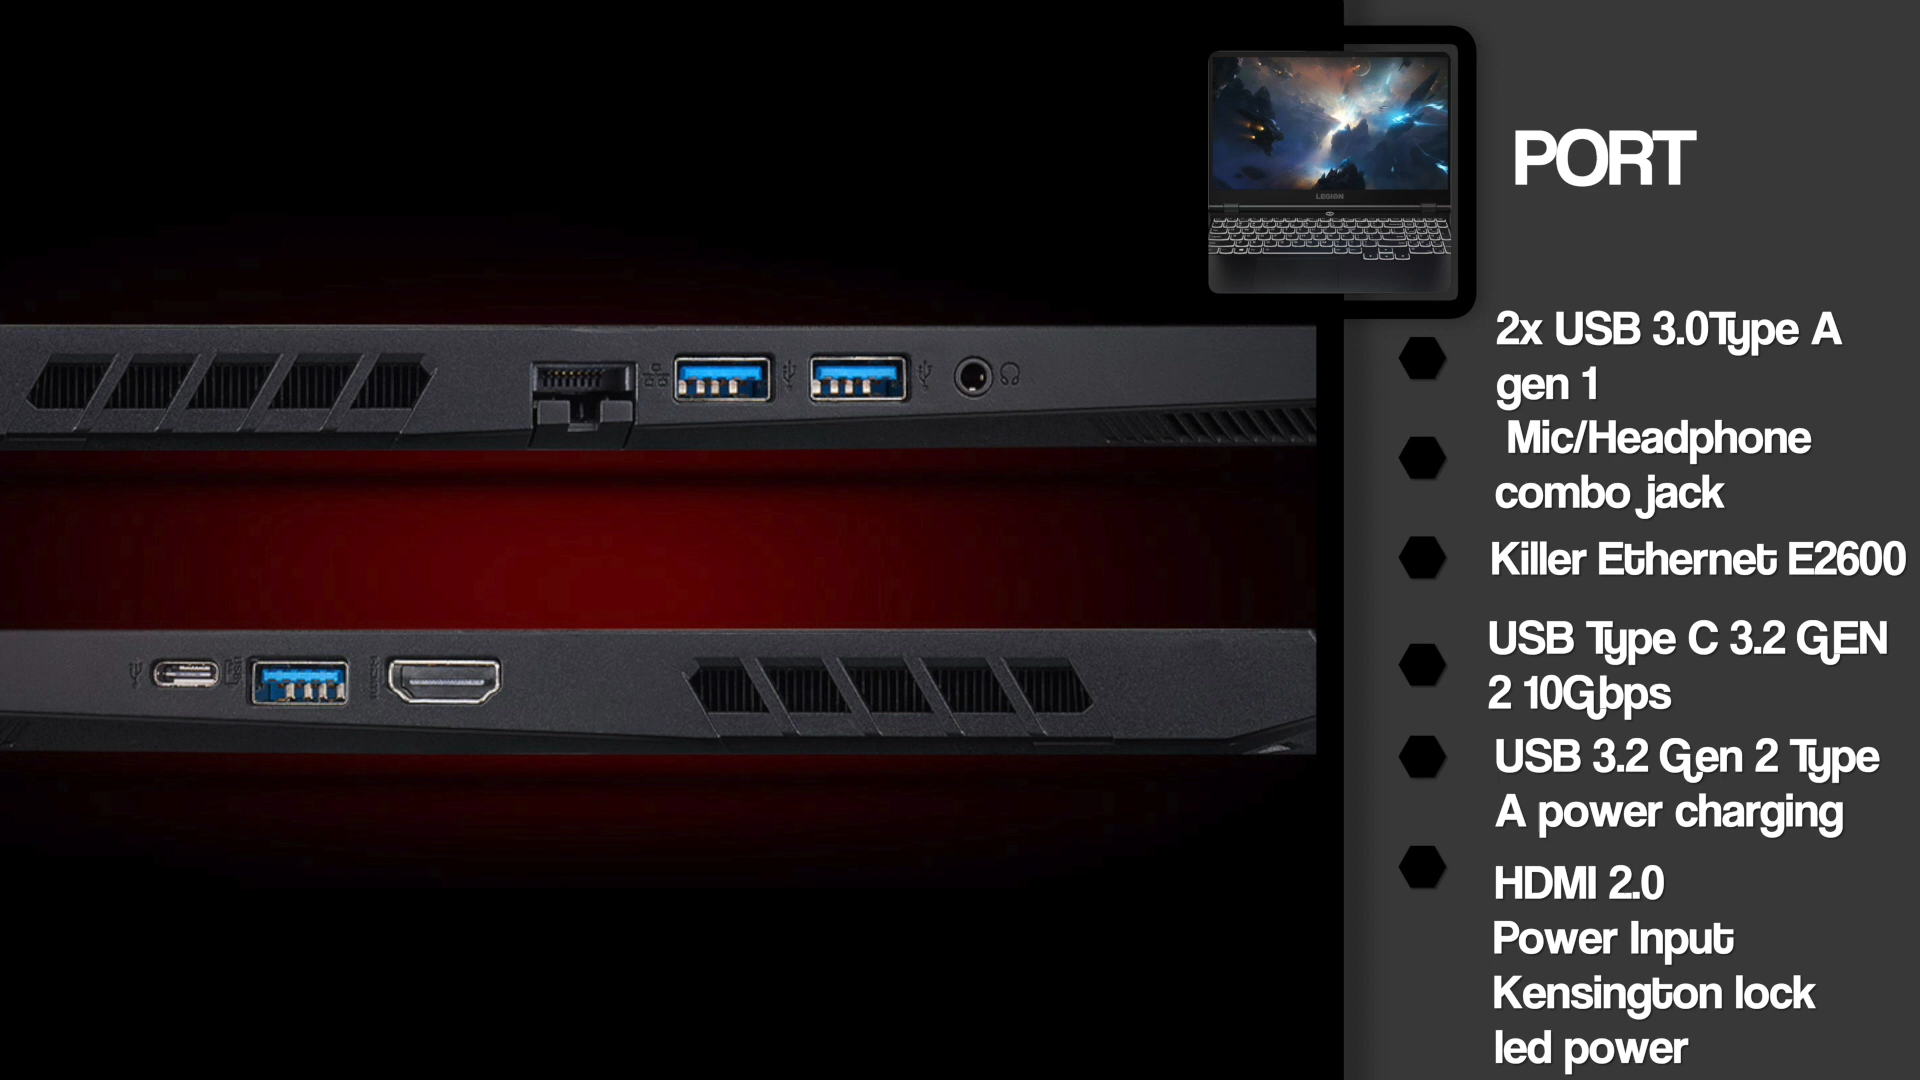 LEGION
PORT
2x USB 3.0Type A
gen 1
Mic/Headphone
combo jack
Killer Ethernet E2600
USB Type C 3.2 GEN
2 10Gbps
USB 3.2 Gen 2 Type
A power charging
HDMI 2.0
Power Input
Kensington lock
led power